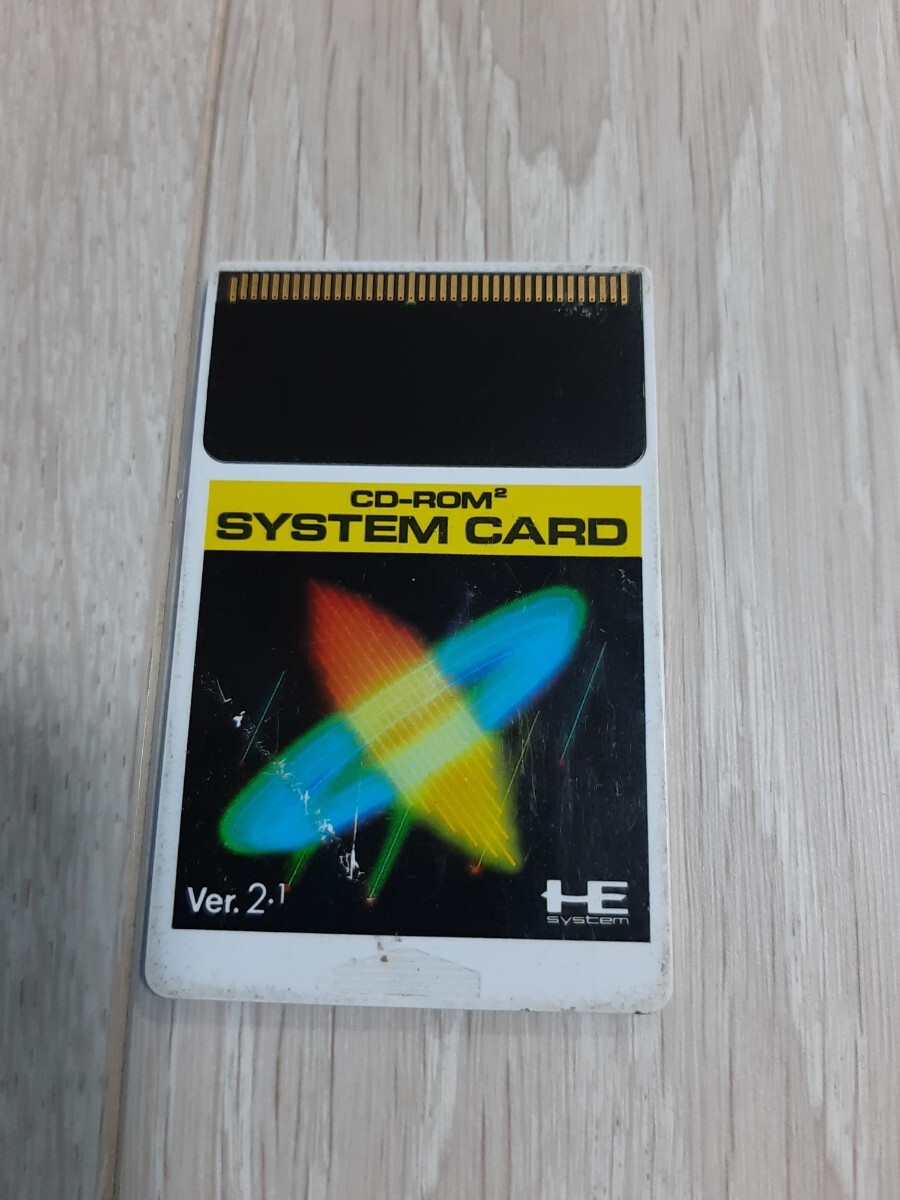 CD-ROM²
SYSTEM CARD
Ver. 2.1
HE
system